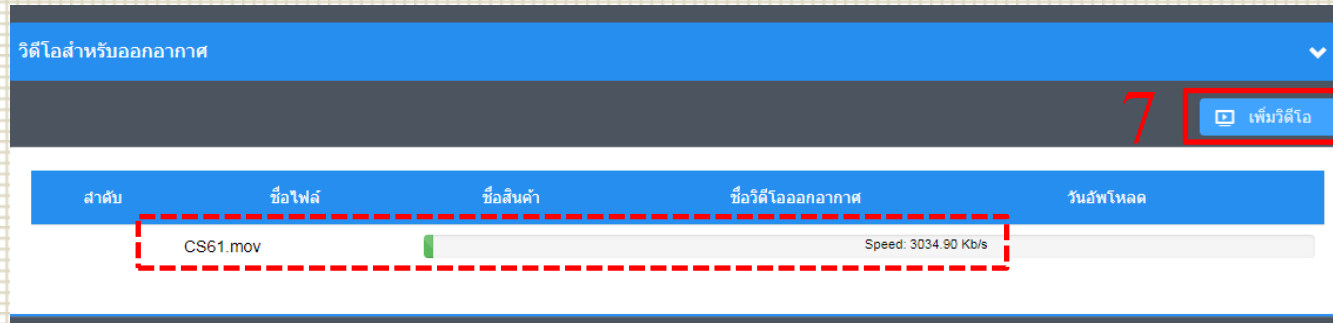 วิดีโอสำหรับออกอากาศ
7
เพิ่มวิดีโอ
ลำดับ ชื่อไฟล์ ชื่อสินค้า ชื่อวิดีโอออกอากาศ วันอัพโหลด
CS61.mov Speed: 3034.90 Kb/s